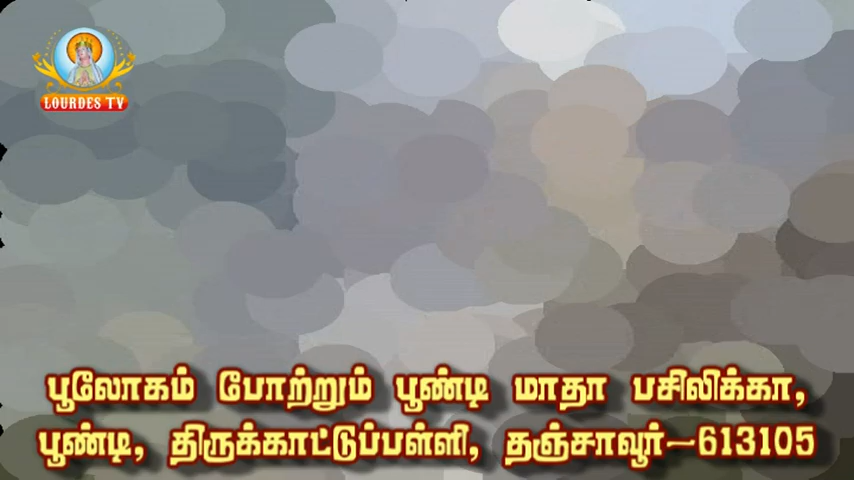 LOURDES TV
பூலோகம் போற்றும் பூண்டி மாதா பசிலிக்கா,
பூண்டி, திருக்காட்டுப்பள்ளி, தஞ்சாவூர்-613105